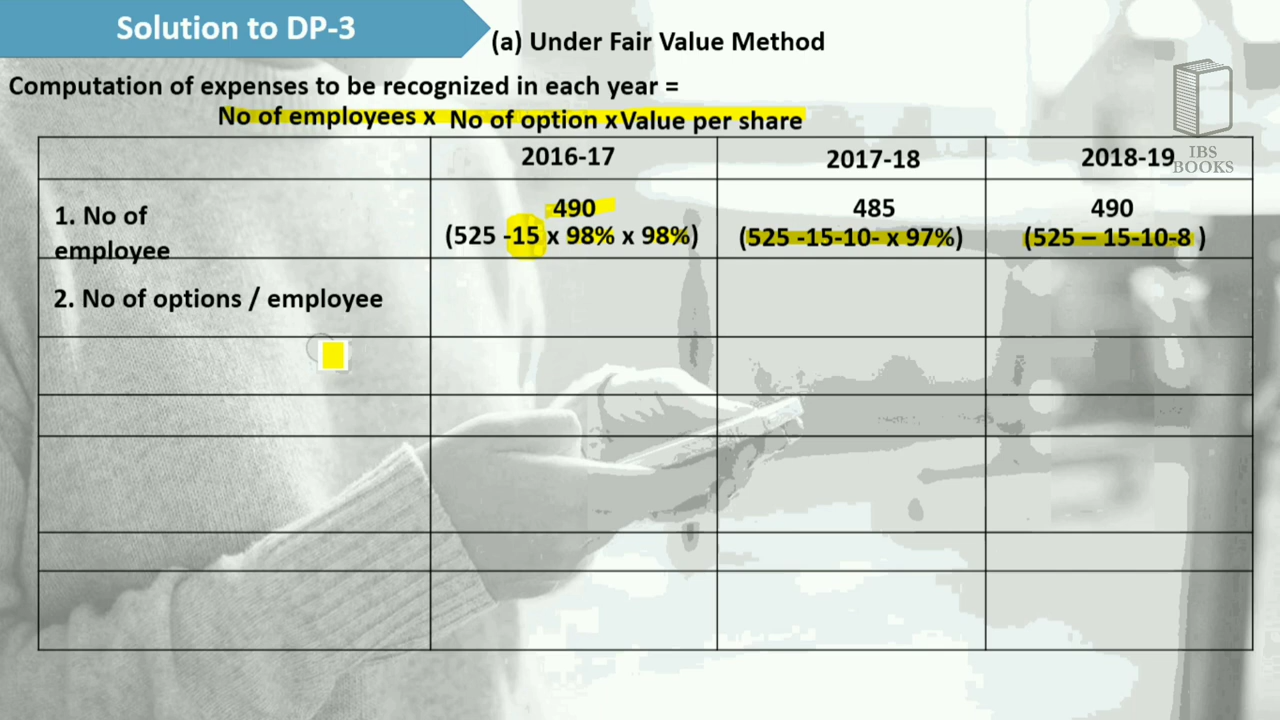 Solution to DP-3
(a) Under Fair Value Method
Computation of expenses to be recognized in each year =
No of employees x No of option x Value per share
2016-17 2017-18 2018-19
IBS
BOOKS
1. No of
employee
490
(525 -15 x 98% x 98%)
485
(525 -15-10- x 97%)
490
(525 – 15-10-8 )
2. No of options / employee